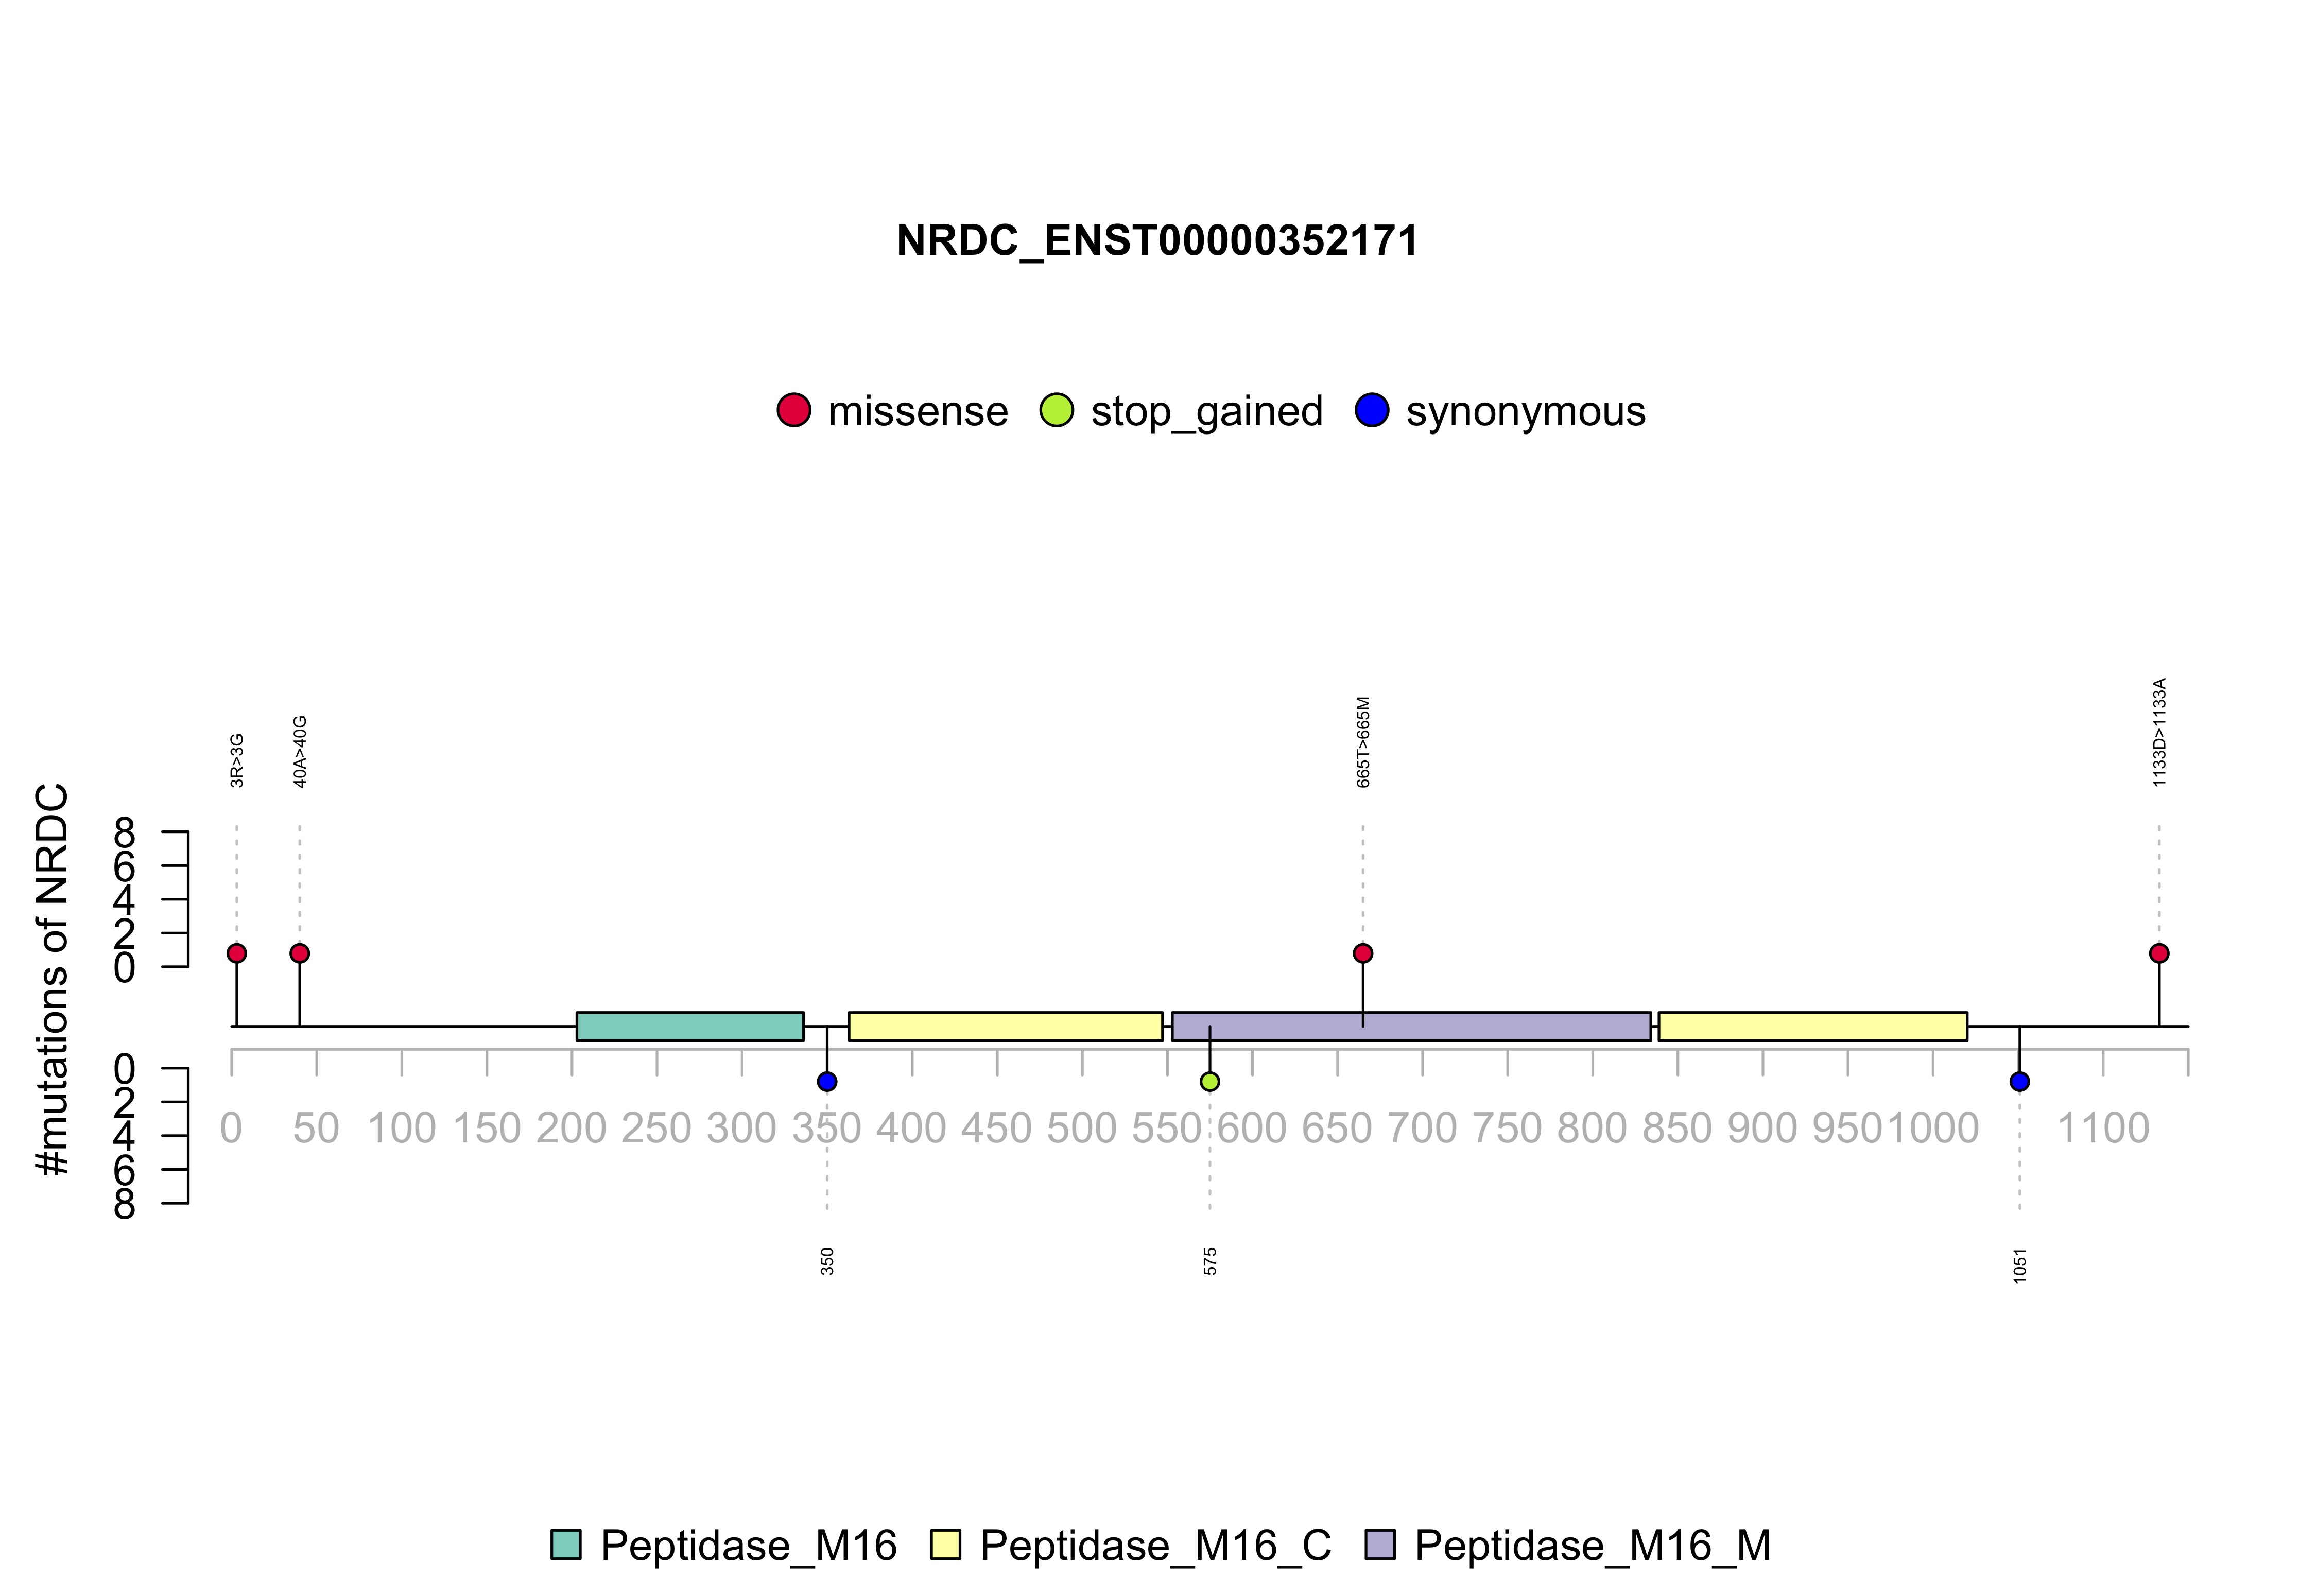 NRDC_ENST00000352171
missense stop_gained synonymous
3R>3G 40A>40G 665T>665M 1133D>1133A
#mutations of NRDC
8
6
4
2
0
0
2
4
6
8
0 50 100 150 200 250 300 350 400 450 500 550 600 650 700 750 800 850 900 950 1000 1100
350 575 1051
Peptidase_M16 Peptidase_M16_C Peptidase_M16_M